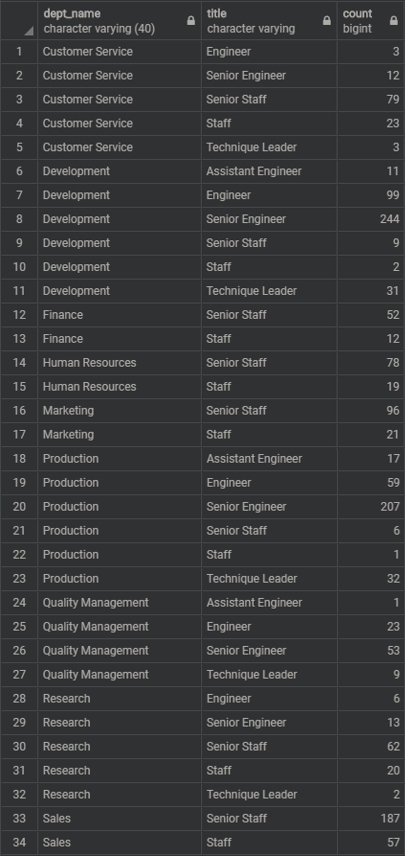 dept_name title count
character varying (40) character varying bigint
1 Customer Service Engineer 3
2 Customer Service Senior Engineer 12
3 Customer Service Senior Staff 79
4 Customer Service Staff 23
5 Customer Service Technique Leader 3
6 Development Assistant Engineer 11
7 Development Engineer 99
8 Development Senior Engineer 244
9 Development Senior Staff 9
10 Development Staff 2
11 Development Technique Leader 31
12 Finance Senior Staff 52
13 Finance Staff 12
14 Human Resources Senior Staff 78
15 Human Resources Staff 19
16 Marketing Senior Staff 96
17 Marketing Staff 21
18 Production Assistant Engineer 17
19 Production Engineer 59
20 Production Senior Engineer 207
21 Production Senior Staff 6
22 Production Staff 1
23 Production Technique Leader 32
24 Quality Management Assistant Engineer 1
25 Quality Management Engineer 23
26 Quality Management Senior Engineer 53
27 Quality Management Technique Leader 9
28 Research Engineer 6
29 Research Senior Engineer 13
30 Research Senior Staff 62
31 Research Staff 20
32 Research Technique Leader 2
33 Sales Senior Staff 187
34 Sales Staff 57